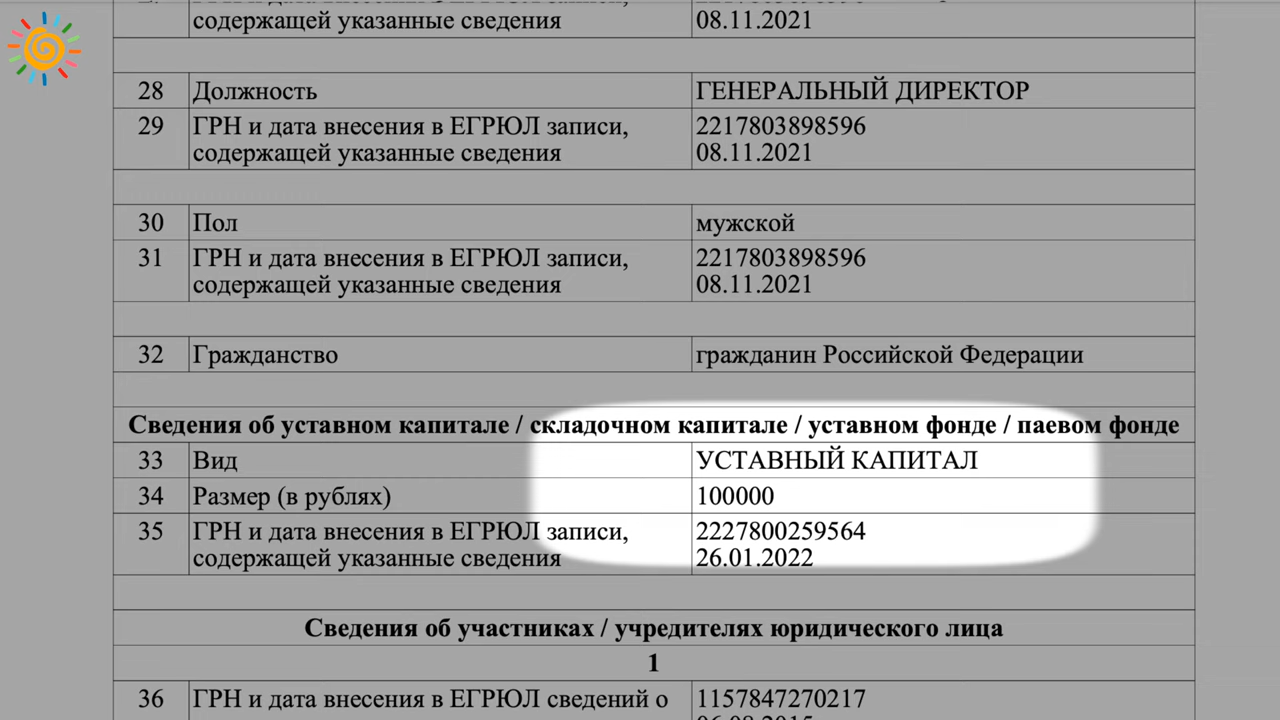 содержащей указанные сведения 08.11.2021
28 Должность ГЕНЕРАЛЬНЫЙ ДИРЕКТОР
29 ГРН и дата внесения в ЕГРЮЛ записи, 2217803898596
содержащей указанные сведения 08.11.2021
30 Пол мужской
31 ГРН и дата внесения в ЕГРЮЛ записи, 2217803898596
содержащей указанные сведения 08.11.2021
32 Гражданство гражданин Российской Федерации
Сведения об уставном капитале / складочном капитале / уставном фонде / паевом фонде
33 Вид УСТАВНЫЙ КАПИТАЛ
34 Размер (в рублях) 100000
35 ГРН и дата внесения в ЕГРЮЛ записи, 2227800259564
содержащей указанные сведения 26.01.2022
Сведения об участниках / учредителях юридического лица
1
36 ГРН и дата внесения в ЕГРЮЛ сведений о 1157847270217